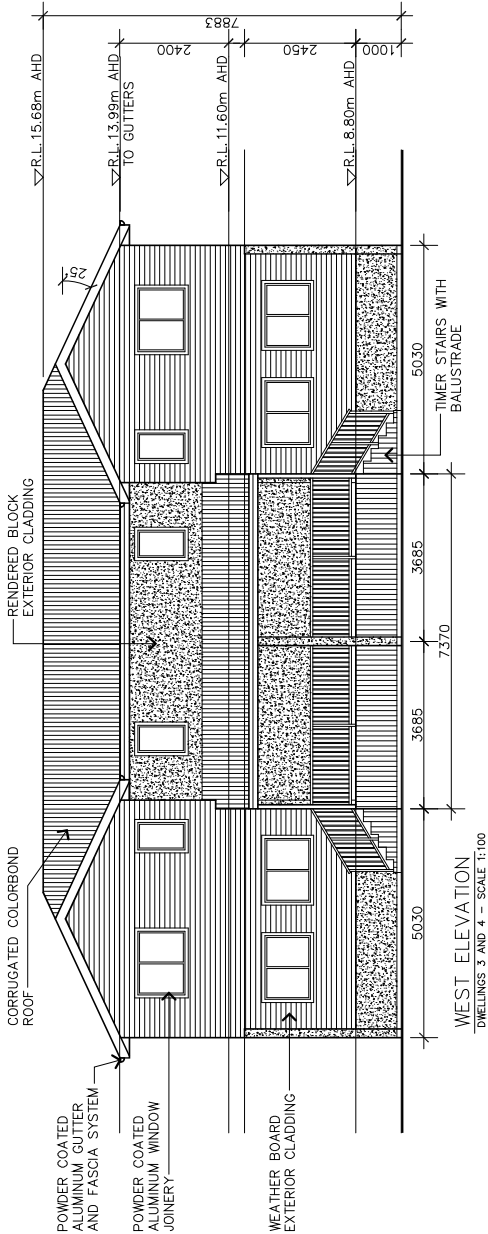 CORRUGATED COLORBOND
ROOF
RENDERED BLOCK
EXTERIOR CLADDING
POWDER COATED
ALUMINUM GUTTER
AND FASCIA SYSTEM
POWDER COATED
ALUMINUM WINDOW
JOINERY
WEATHER BOARD
EXTERIOR CLADDING
25°
R.L. 15.68m AHD
R.L. 13.99m AHD
TO GUTTERS
R.L. 11.60m AHD
R.L. 8.80m AHD
7883
2400
2450
1000
TIMER STAIRS WITH
BALUSTRADE
5030
3685
3685
5030
7370
WEST ELEVATION
DWELLINGS 3 AND 4 - SCALE 1:100